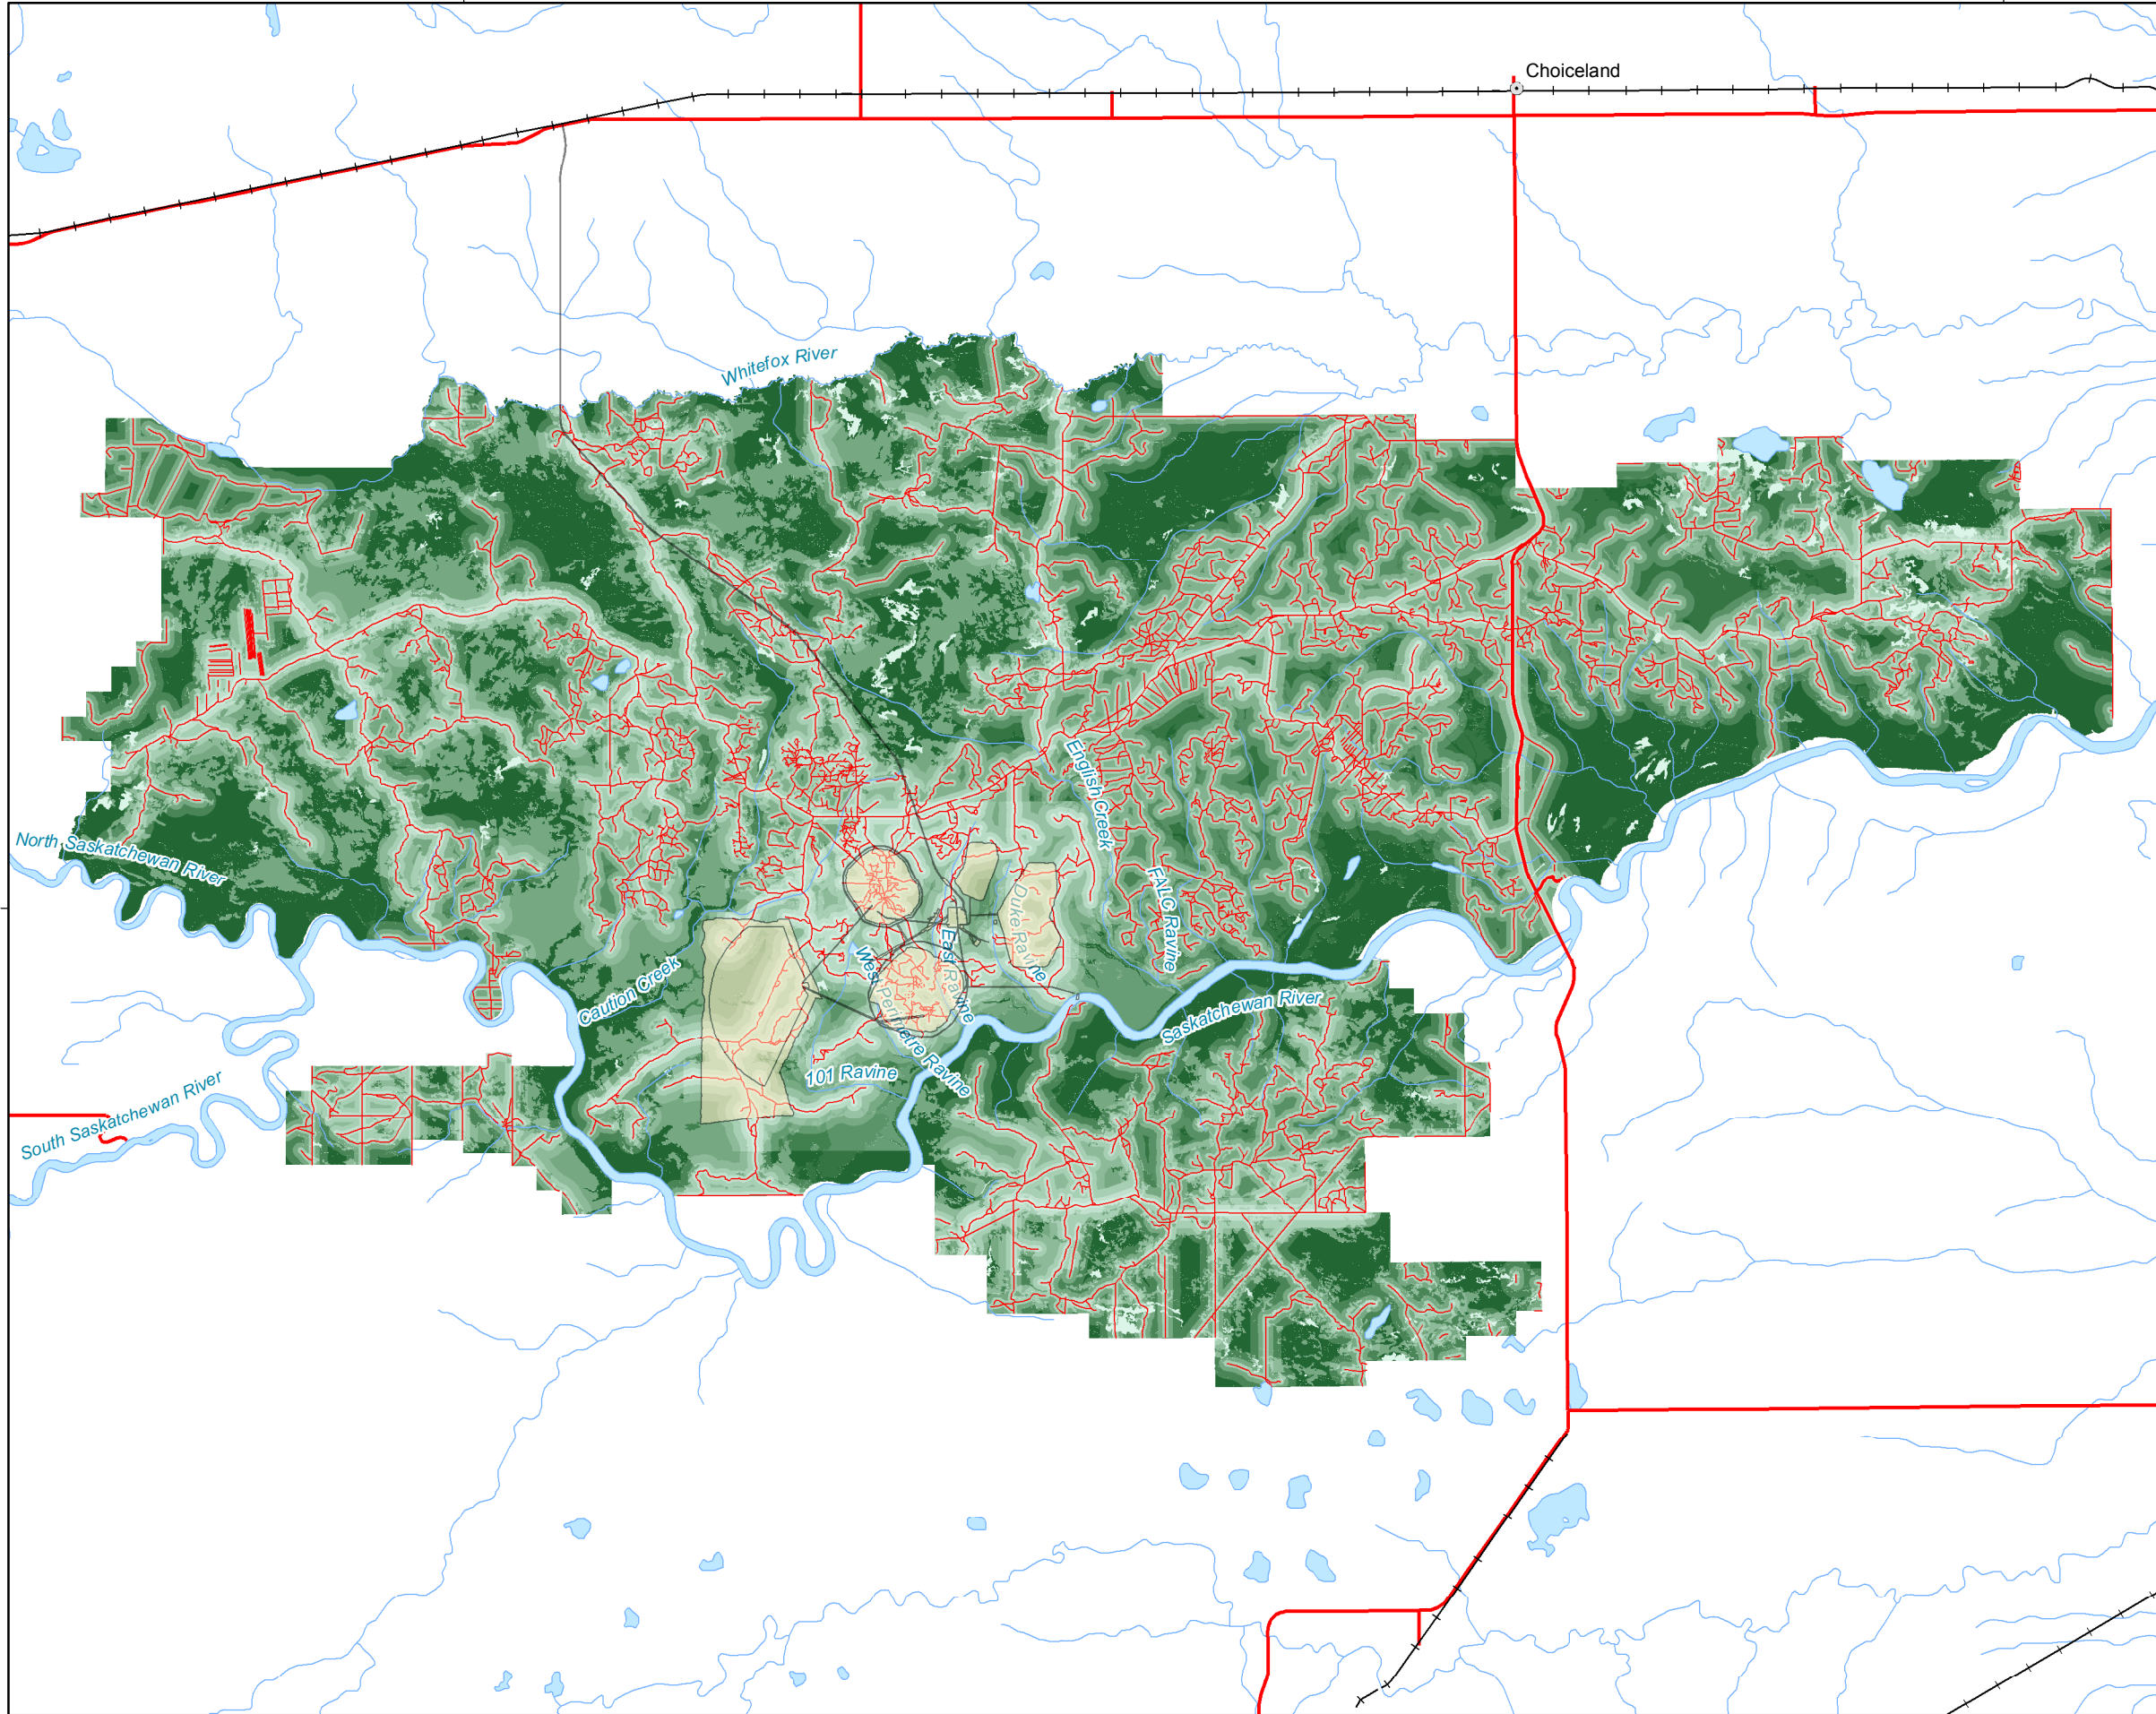 Choiceland
Whitefox River
English Creek
North Saskatchewan River
FALC Ravine
Duke Ravine
East Ravine
West Perimetre Ravine
Caution Creek
Saskatchewan River
101 Ravine
South Saskatchewan River